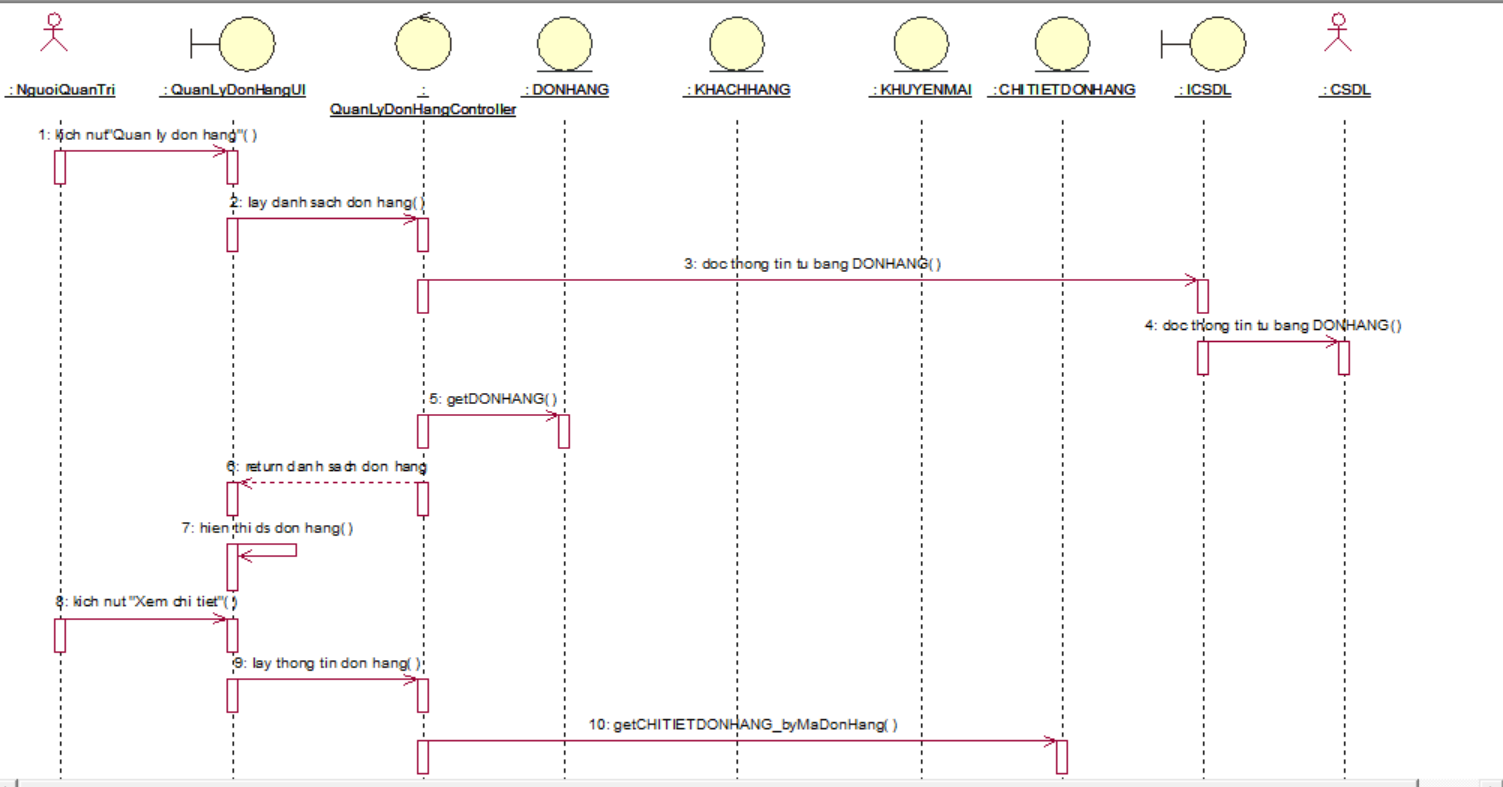 : NguoiQuanTri
: QuanLyDonHangUI
:
QuanLyDonHangController
: DONHANG
: KHACHHANG
: KHUYENMAI
: CHITIETDONHANG
: ICSDL
: CSDL
1: kich nut"Quan ly don hang"( )
2: lay danh sach don hang( )
3: doc thong tin tu bang DONHANG( )
4: doc thong tin tu bang DONHANG( )
5: getDONHANG( )
6: return danh sach don hang
7: hien thi ds don hang( )
8: kich nut "Xem chi tiet"( )
9: lay thong tin don hang( )
10: getCHITIETDONHANG_byMaDonHang( )